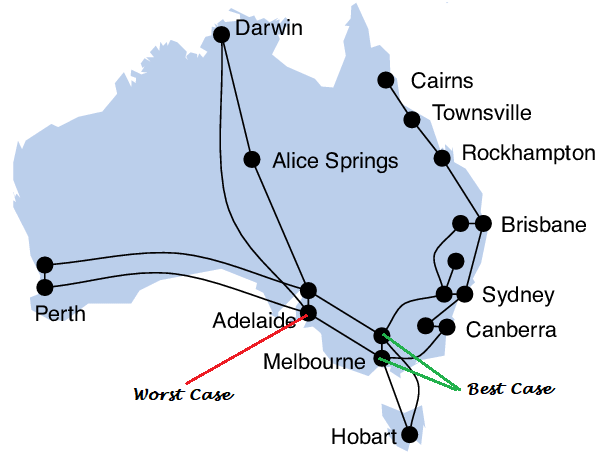 Darwin
Cairns
Townsville
Alice Springs
Rockhampton
Brisbane
Sydney
Perth
Adelaide
Canberra
Melbourne
Worst Case
Best Case
Hobart